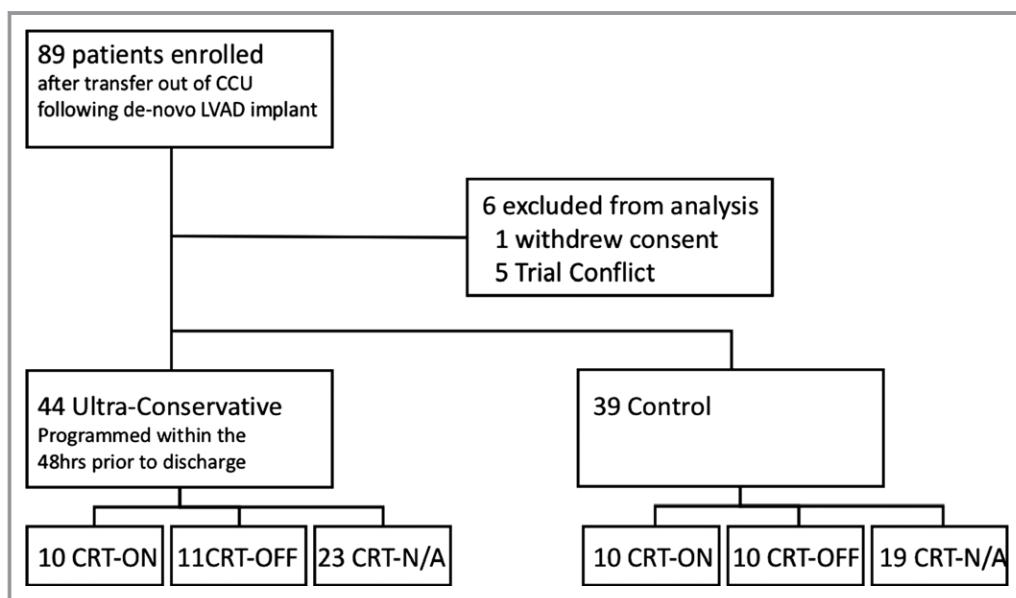 89 patients enrolled
after transfer out of CCU
following de-novo LVAD implant
6 excluded from analysis
1 withdrew consent
5 Trial Conflict
44 Ultra-Conservative
Programmed within the
48hrs prior to discharge
39 Control
10 CRT-ON
11CRT-OFF
23 CRT-N/A
10 CRT-ON
10 CRT-OFF
19 CRT-N/A